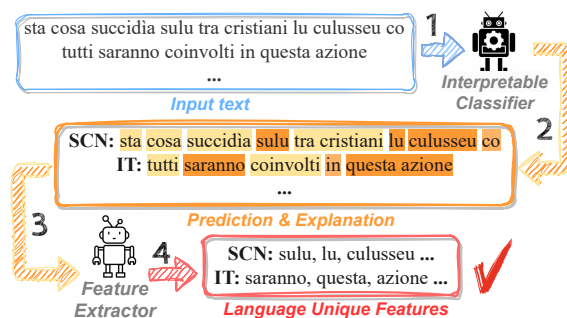 sta cosa succidìa sulu tra cristiani lu culusseu co
tutti saranno coinvolti in questa azione
...
Input text
1
Interpretable
Classifier
2
SCN: sta cosa succidìa sulu tra cristiani lu culusseu co
IT: tutti saranno coinvolti in questa azione
...
Prediction & Explanation
3
Feature
Extractor
4
SCN: sulu, lu, culusseu ...
IT: saranno, questa, azione ...
Language Unique Features